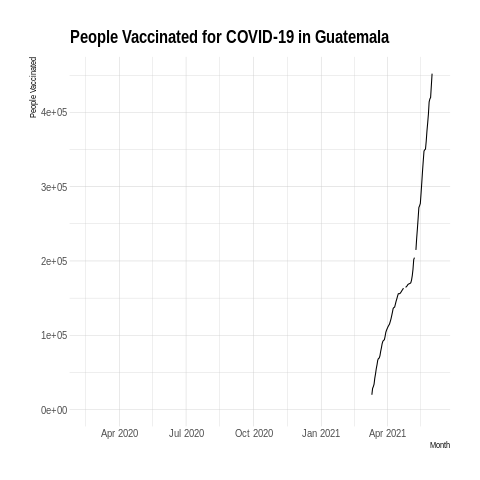 People Vaccinated for COVID-19 in Guatemala
People Vaccinated
4e+05
3e+05
2e+05
1e+05
0e+00
Apr 2020 Jul 2020 Oct 2020 Jan 2021 Apr 2021
Month